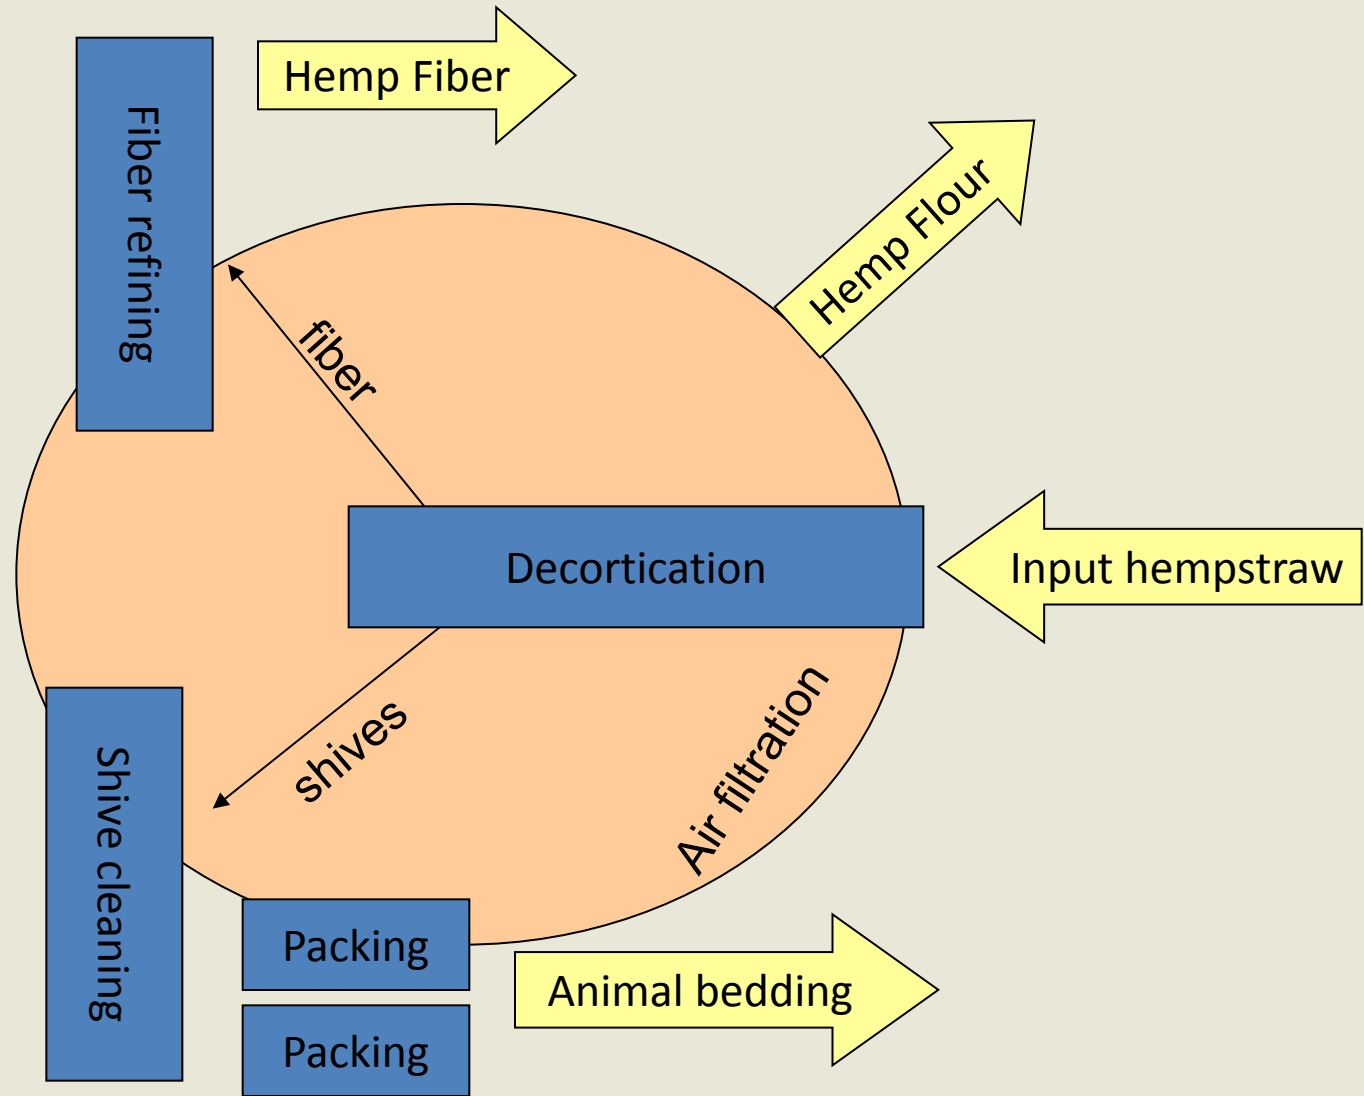 Hemp Fiber
Fiber refining
Hemp Flour
fiber
Decortication
Input hempstraw
shives
Air filtration
Shive cleaning
Packing
Animal bedding
Packing